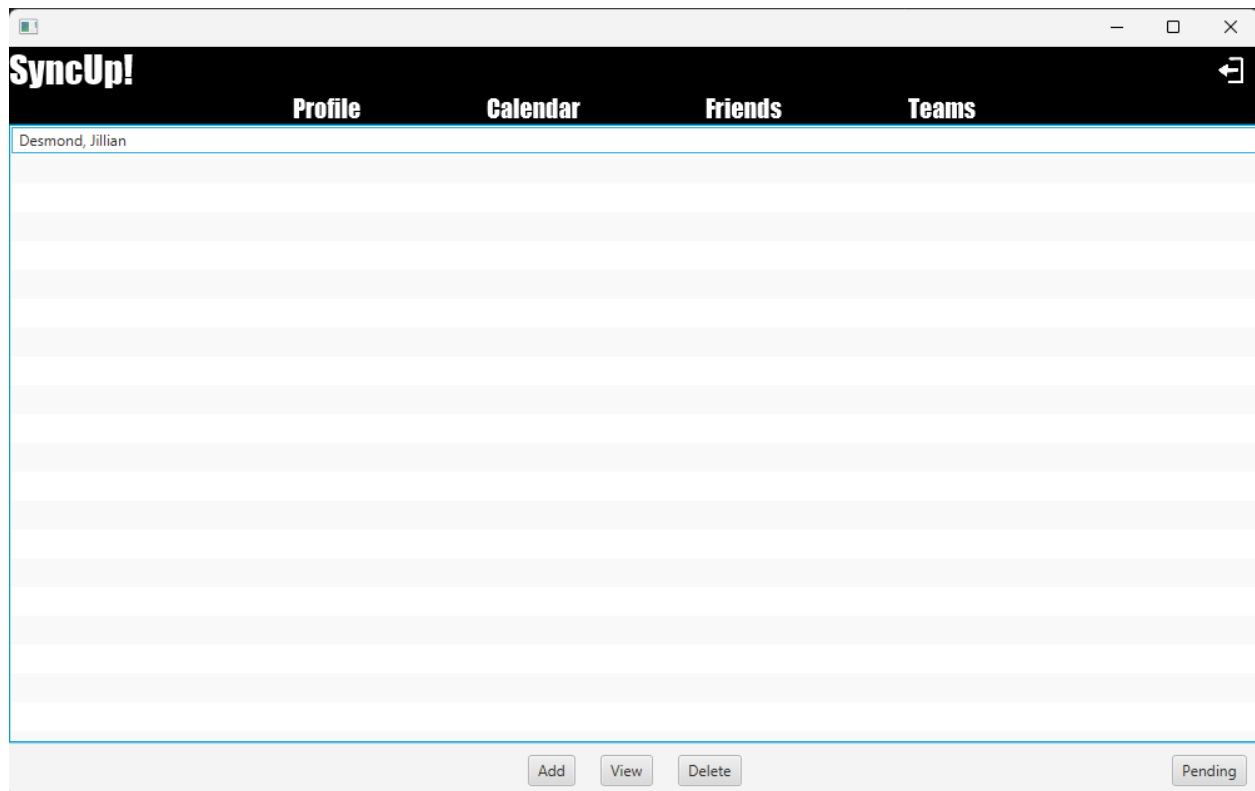 SyncUp!
Profile Calendar Friends Teams
Desmond, Jillian
Add View Delete Pending